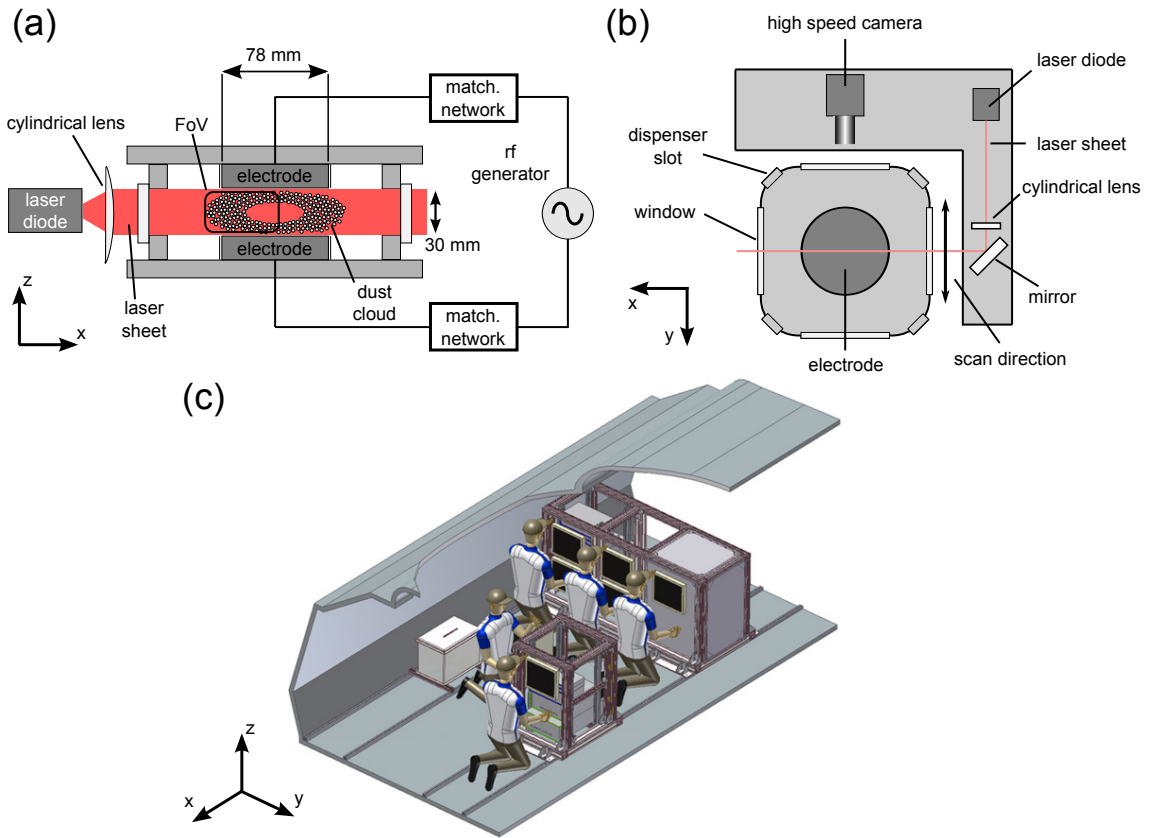 (a)
78 mm
match.
network
cylindrical lens
FoV
electrode
rf
generator
laser
diode
electrode
30 mm
z
x
laser
sheet
dust
cloud
match.
network
(b)
high speed camera
laser diode
dispenser
slot
laser sheet
cylindrical lens
window
mirror
x
y
electrode
scan direction
(c)
z
x
y